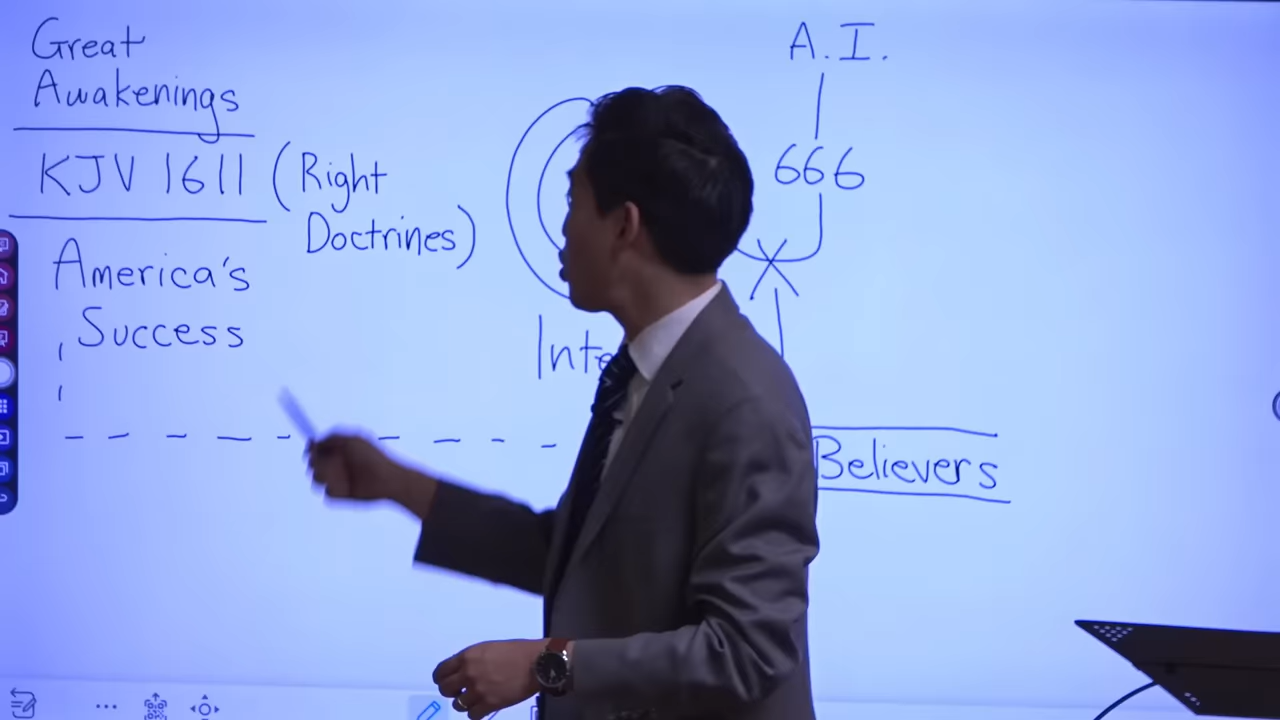 Great
Awakenings
KJV 1611 (Right
Doctrines)
America's
Success
A.I.
666
Believers